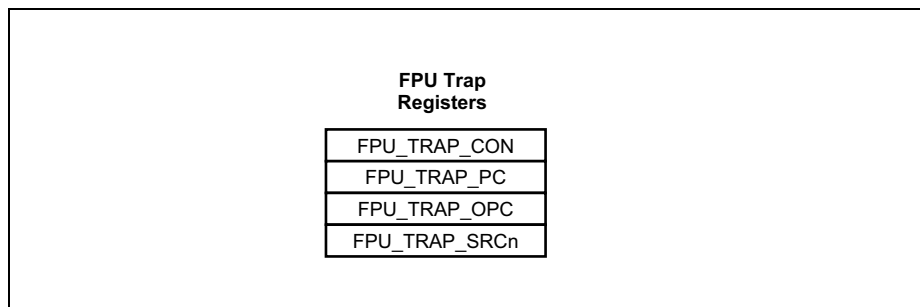 FPU Trap
Registers
FPU_TRAP_CON
FPU_TRAP_PC
FPU_TRAP_OPC
FPU_TRAP_SRCn